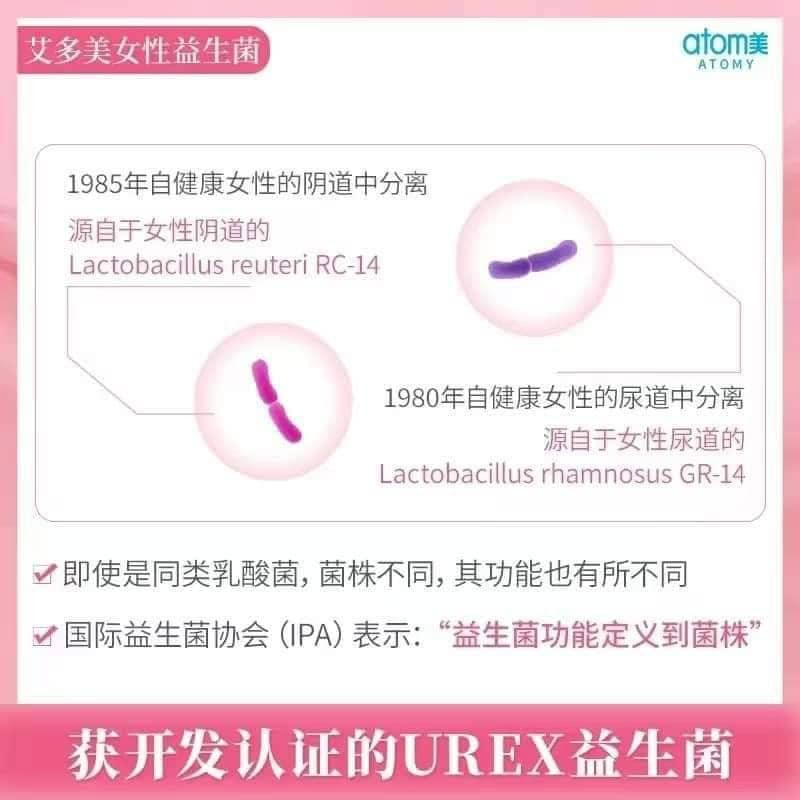 艾多美女性益生菌
atom美
ATOMY
1985年自健康女性的阴道中分离
源自于女性阴道的
Lactobacillus reuteri RC-14
1980年自健康女性的尿道中分离
源自于女性尿道的
Lactobacillus rhamnosus GR-14
即使是同类乳酸菌，菌株不同，其功能也有所不同
国际益生菌协会（IPA）表示：“益生菌功能定义到菌株”
获开发认证的UREX益生菌